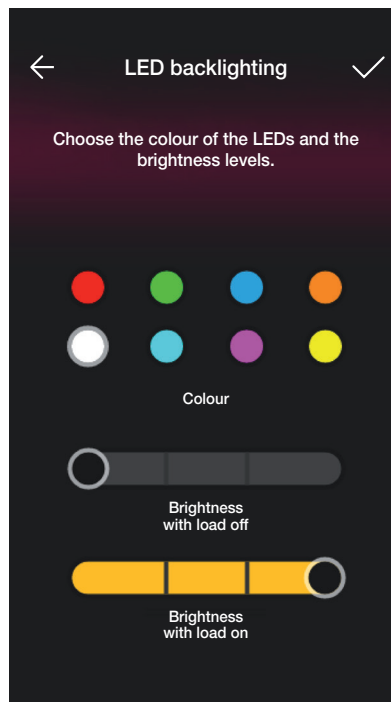 LED backlighting
Choose the colour of the LEDs and the
brightness levels.
Colour
Brightness
with load off
Brightness
with load on